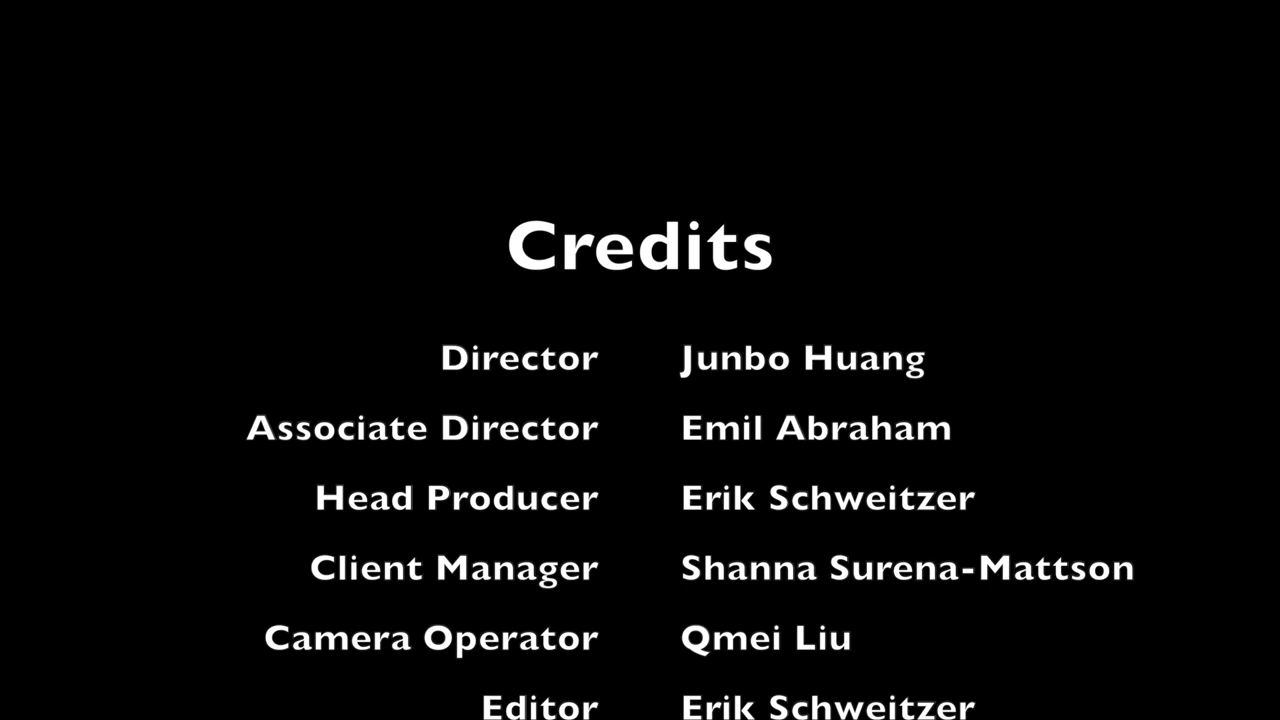 Credits
Director Junbo Huang
Associate Director Emil Abraham
Head Producer Erik Schweitzer
Client Manager Shanna Surena-Mattson
Camera Operator Qmei Liu
Editor Erik Schweitzer